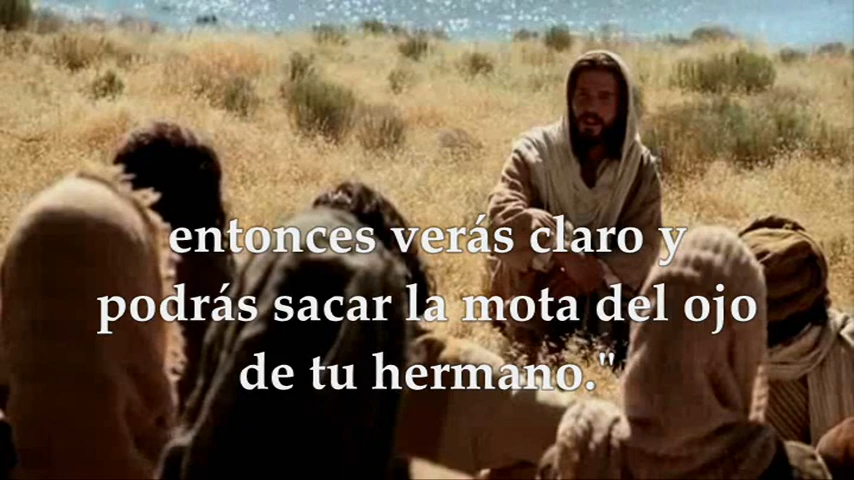 entonces verás claro y
podrás sacar la mota del ojo
de tu hermano."